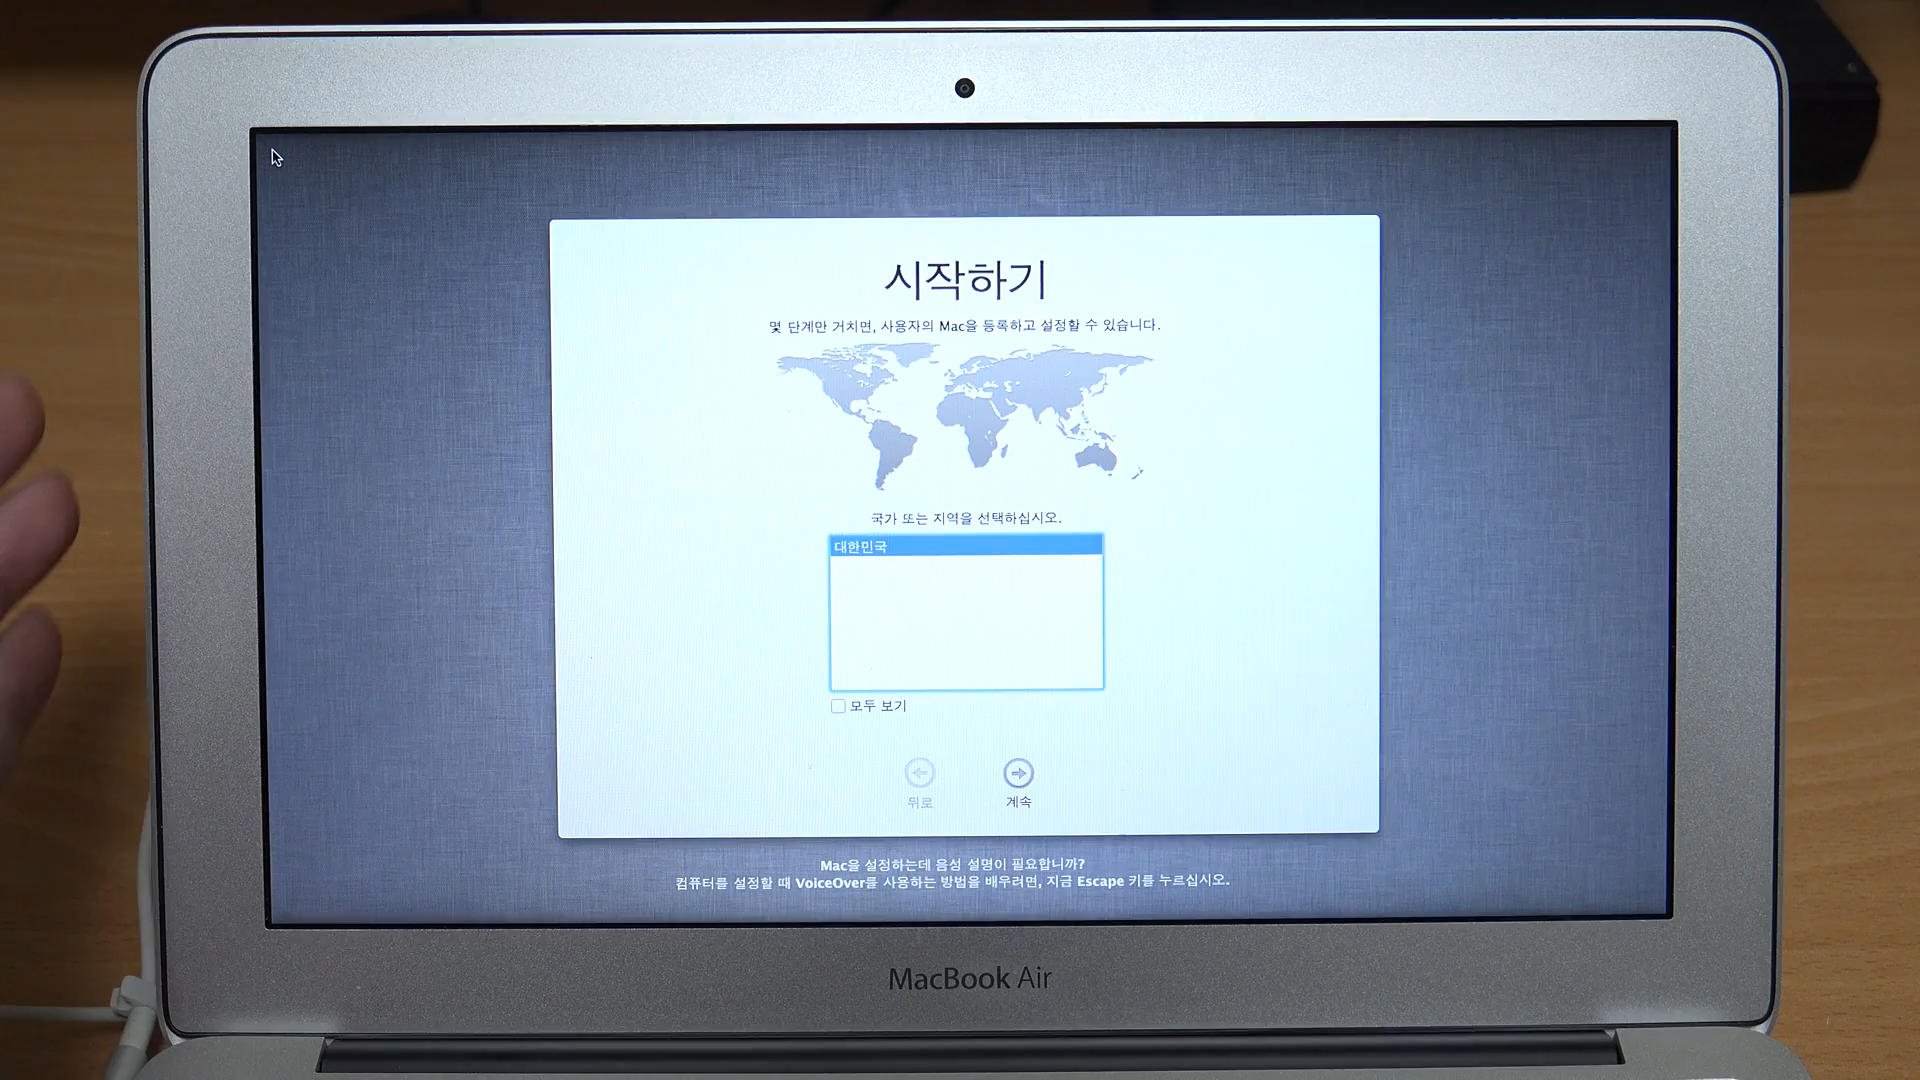 시작하기
몇 단계만 거치면, 사용자의 Mac을 등록하고 설정할 수 있습니다.
국가 또는 지역을 선택하십시오.
대한민국
모두 보기
뒤로
계속
Mac을 설정하는데 음성 설명이 필요합니까?
컴퓨터를 설정할 때 VoiceOver를 사용하는 방법을 배우려면, 지금 Escape 키를 누르십시오.
MacBook Air